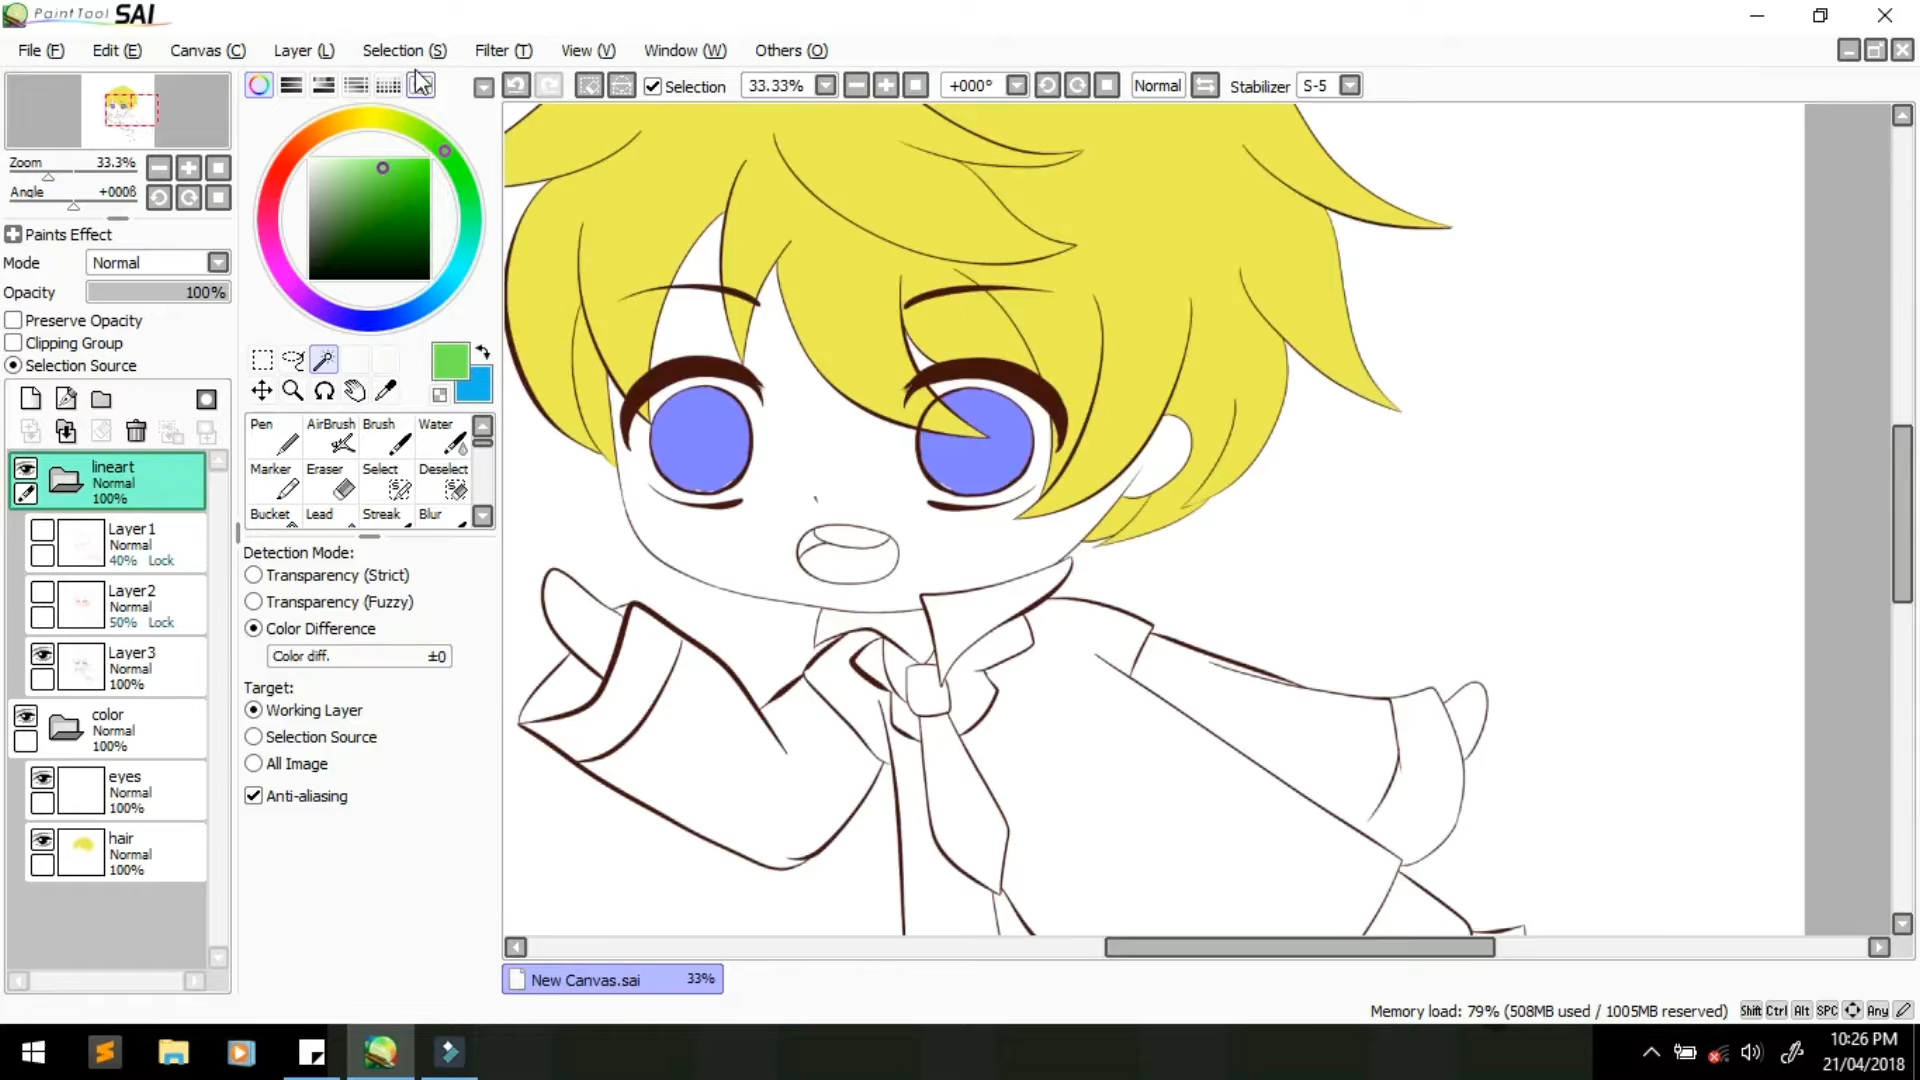 PaintTool SAI
File (F) Edit (E) Canvas (C) Layer (L) Selection (S) Filter (T) View (V) Window (W) Others (O)
Selection 33.33% +000° Normal Stabilizer S-5
Zoom 33.3%
Angle +000ß
Paints Effect
Mode Normal
Opacity 100%
Preserve Opacity
Clipping Group
Selection Source
lineart
Normal
100%
Layer1
Normal
40% Lock
Layer2
Normal
50% Lock
Layer3
Normal
100%
color
Normal
100%
eyes
Normal
100%
hair
Normal
100%
Pen AirBrush Brush Water
Marker Eraser Select Deselect
Bucket Lead Streak Blur
Detection Mode:
Transparency (Strict)
Transparency (Fuzzy)
Color Difference
Color diff. ±0
Target:
Working Layer
Selection Source
All Image
Anti-aliasing
New Canvas.sai 33%
Memory load: 79% (508MB used / 1005MB reserved) Shift Ctrl Alt SPC Any
10:26 PM
21/04/2018